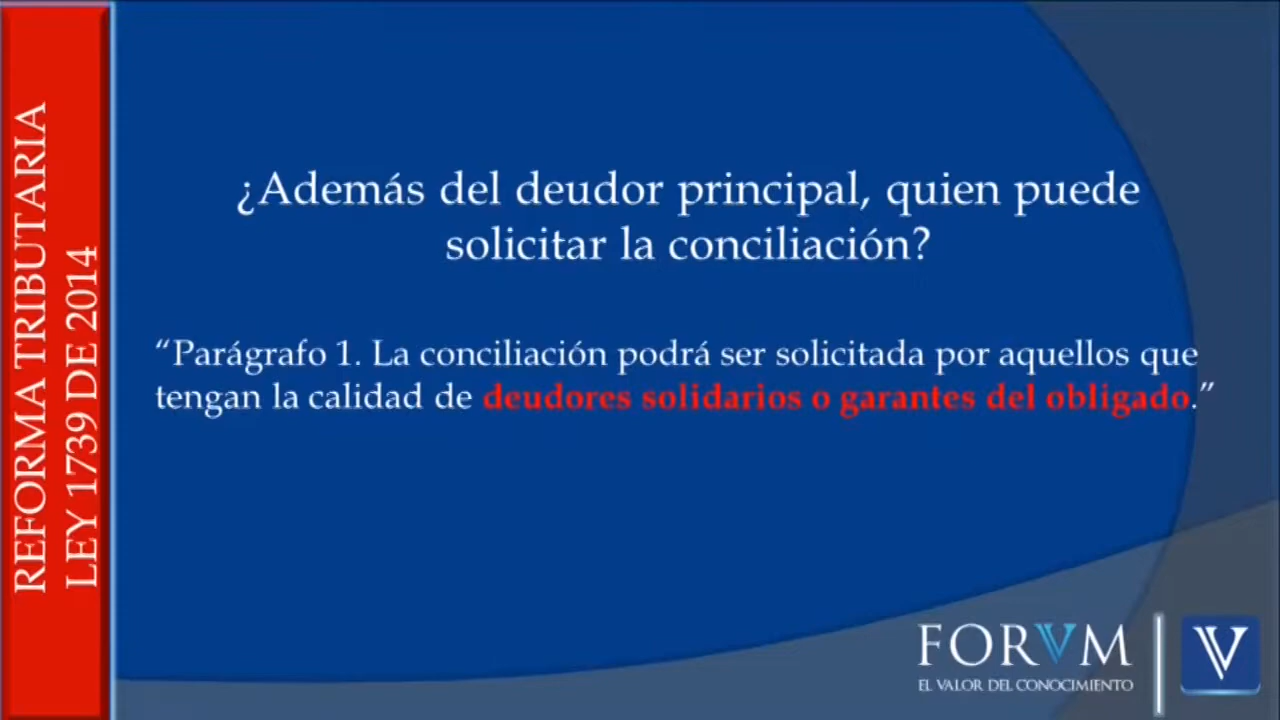 REFORMA TRIBUTARIA
LEY 1739 DE 2014
¿Además del deudor principal, quien puede
solicitar la conciliación?
“Parágrafo 1. La conciliación podrá ser solicitada por aquellos que
tengan la calidad de deudores solidarios o garantes del obligado.”
FORVM
EL VALOR DEL CONOCIMIENTO
V